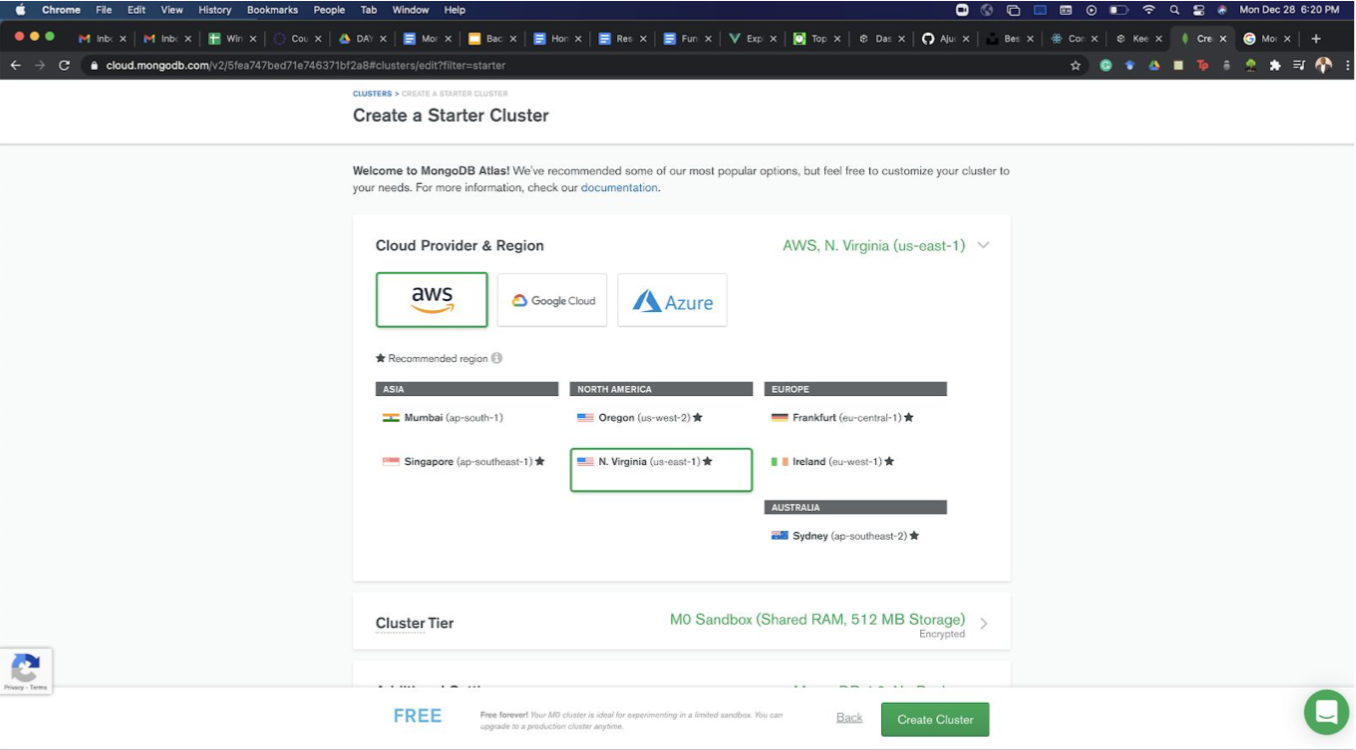 Chrome File Edit View History Bookmarks People Tab Window Help Mon Dec 28 6:20 PM
Inbc Inbc Win Cou DAY Mor Bac Hon Res Fun Exp Top Das Aju Bes Con Kee Cre Mor
cloud.mongodb.com/v2/5fea747bed71e746371bf2a8#clusters/edit?filter=starter
CLUSTERS > CREATE A STARTER CLUSTER
Create a Starter Cluster
Welcome to MongoDB Atlas! We've recommended some of our most popular options, but feel free to customize your cluster to
your needs. For more information, check our documentation.
Cloud Provider & Region AWS, N. Virginia (us-east-1)
aws Google Cloud Azure
★ Recommended region
ASIA NORTH AMERICA EUROPE
Mumbai (ap-south-1) Oregon (us-west-2) ★ Frankfurt (eu-central-1) ★
Singapore (ap-southeast-1) ★ N. Virginia (us-east-1) ★ Ireland (eu-west-1) ★
AUSTRALIA
Sydney (ap-southeast-2) ★
Cluster Tier M0 Sandbox (Shared RAM, 512 MB Storage)
Encrypted
Privacy - Terms
FREE Free forever! Your M0 cluster is ideal for experimenting in a limited sandbox. You can
upgrade to a production cluster anytime.
Back Create Cluster